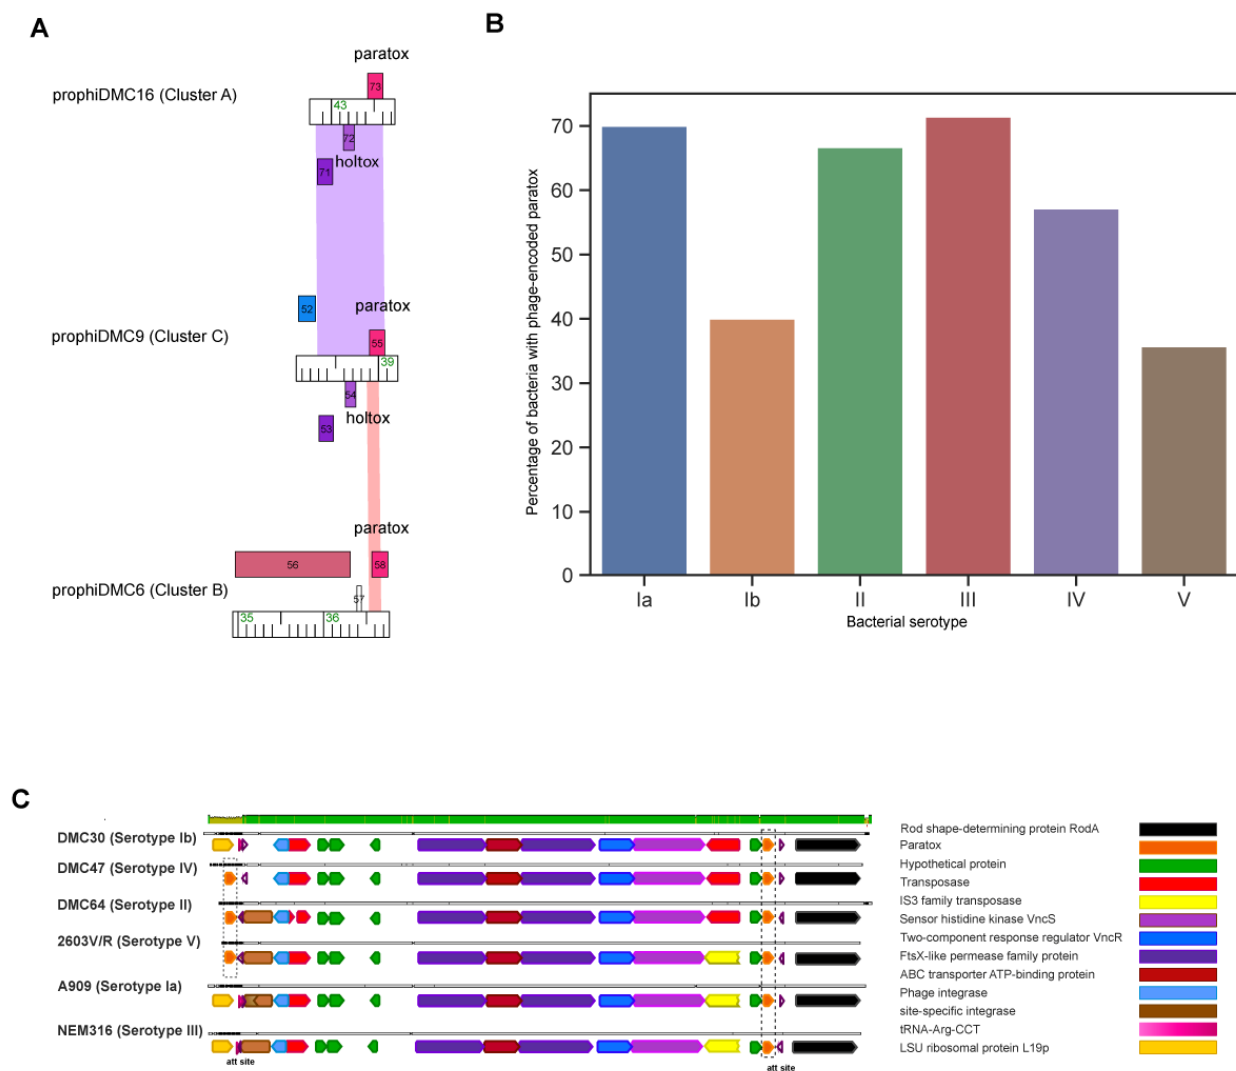 A
paratox
prophiDMC16 (Cluster A)
73
43
72
holtox
71
52
paratox
prophiDMC9 (Cluster C)
55
39
54
holtox
53
paratox
56
58
prophiDMC6 (Cluster B)
57
35
36
B
Percentage of bacteria with phage-encoded paratox
70
60
50
40
30
20
10
0
Ia
Ib
II
III
IV
V
Bacterial serotype
C
DMC30 (Serotype Ib)
DMC47 (Serotype IV)
DMC64 (Serotype II)
2603V/R (Serotype V)
A909 (Serotype Ia)
NEM316 (Serotype III)
att site
att site
Rod shape-determining protein RodA
Paratox
Hypothetical protein
Transposase
IS3 family transposase
Sensor histidine kinase VncS
Two-component response regulator VncR
FtsX-like permease family protein
ABC transporter ATP-binding protein
Phage integrase
site-specific integrase
tRNA-Arg-CCT
LSU ribosomal protein L19p